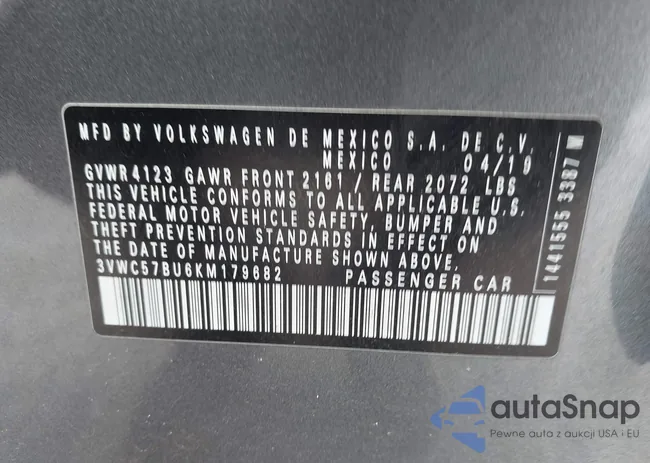 MFD BY VOLKSWAGEN DE MEXICO S.A. DE C.V.
MEXICO 04/19
GVWR 4123 GAWR FRONT 2161 / REAR 2072 LBS
THIS VEHICLE CONFORMS TO ALL APPLICABLE U.S.
FEDERAL MOTOR VEHICLE SAFETY, BUMPER AND
THEFT PREVENTION STANDARDS IN EFFECT ON
THE DATE OF MANUFACTURE SHOWN ABOVE.
3VWC57BU6KM179682 PASSENGER CAR
1441555 3387 M
autaSnap
Pewne auta z aukcji USA i EU